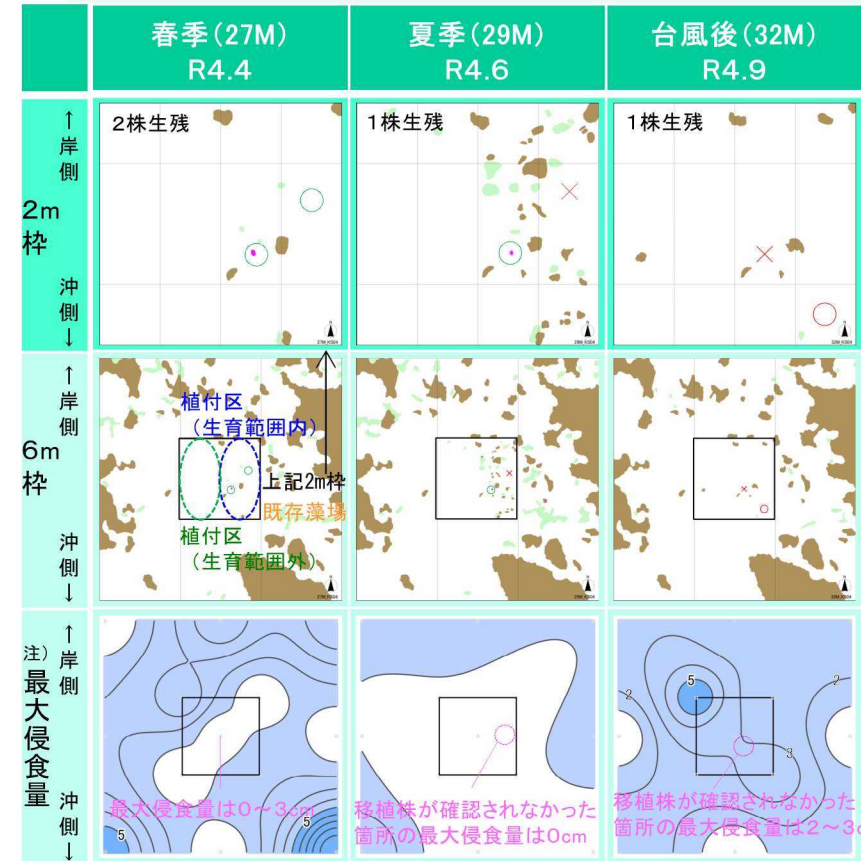 春季(27M)
R4.4
夏季(29M)
R4.6
台風後(32M)
R4.9
↑岸側
2m枠
沖側↓
2株生残
1株生残
1株生残
↑岸側
6m枠
沖側↓
植付区
(生育範囲内)
上記2m枠
既存藻場
植付区
(生育範囲外)
注)
↑岸側
最大侵食量
沖側↓
最大侵食量は0～3cm
5
5
移植株が確認されなかった
箇所の最大侵食量は0cm
5
2
2
3
移植株が確認されなかった
箇所の最大侵食量は2～3c